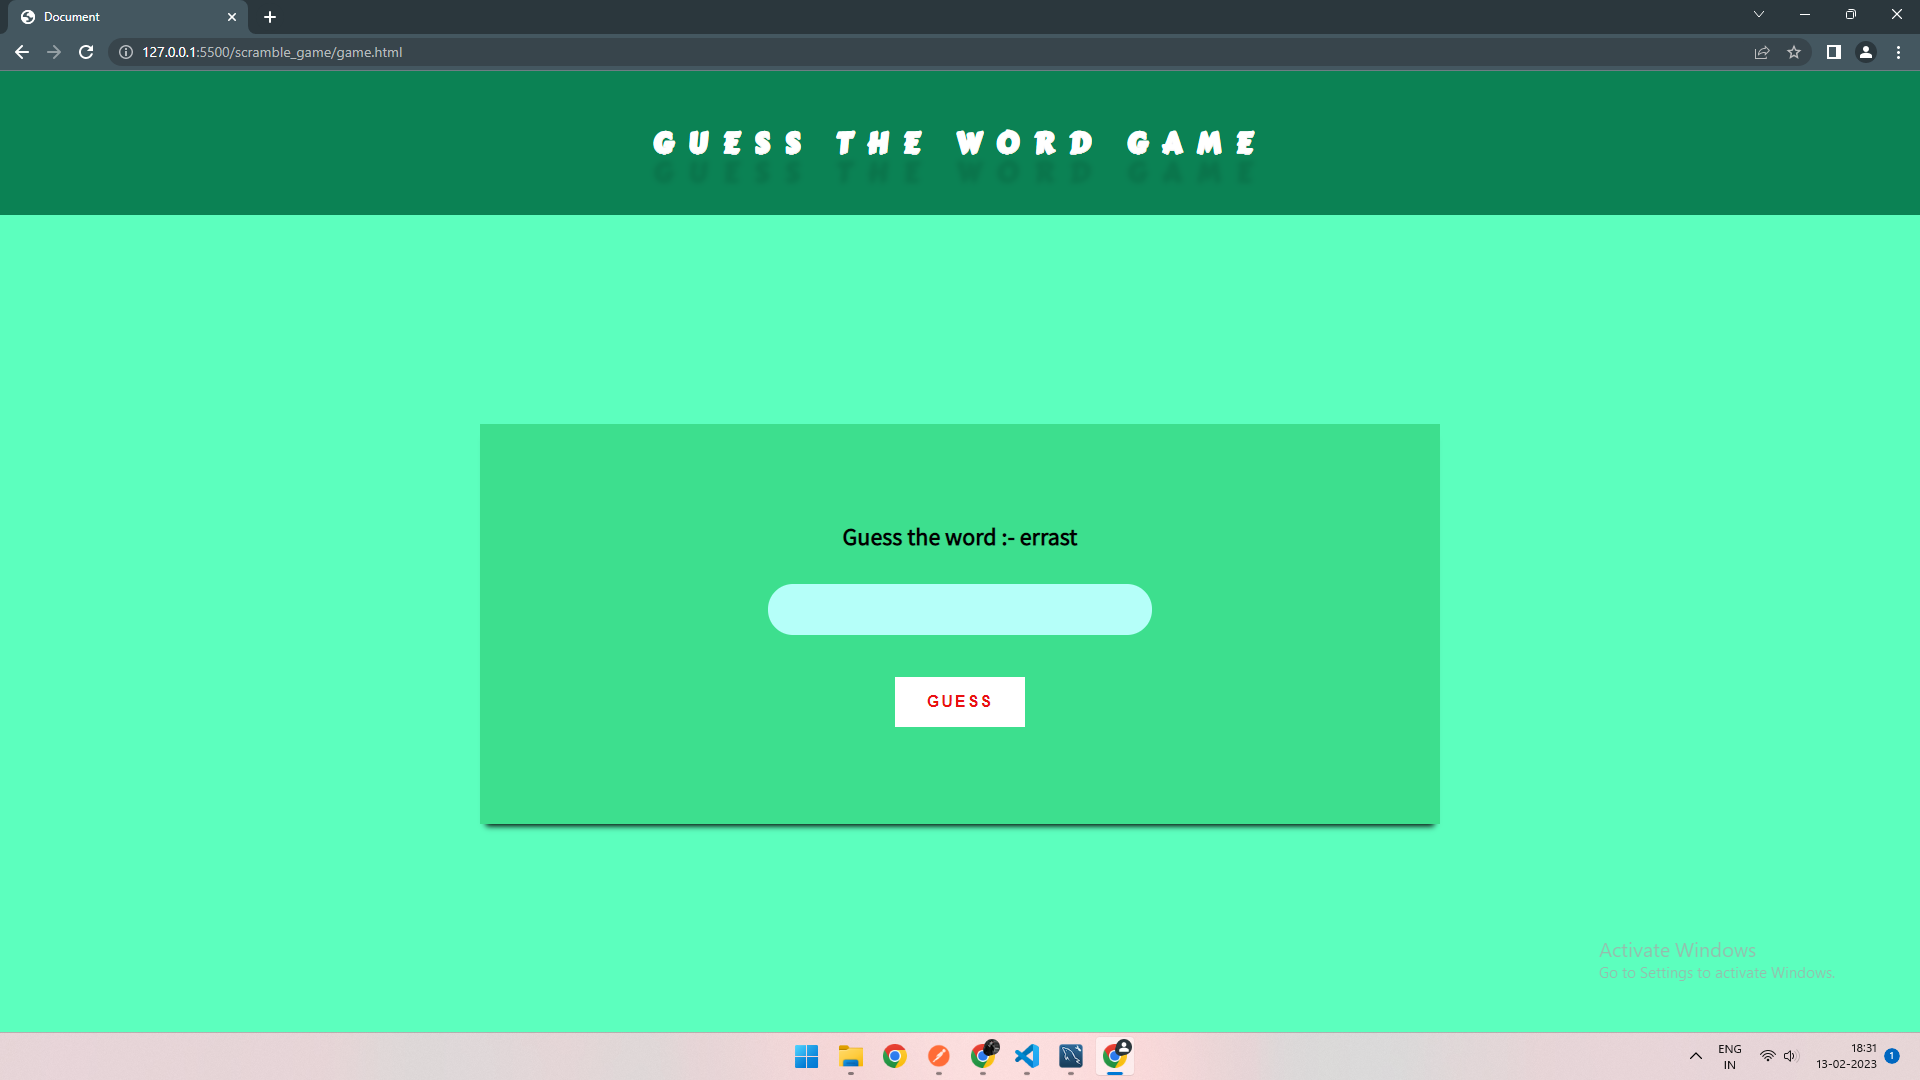 Document
127.0.0.1:5500/scramble_game/game.html
GUESS THE WORD GAME
Guess the word :- errast
GUESS
Activate Windows
Go to Settings to activate Windows.
ENG
IN
18:31
13-02-2023
1